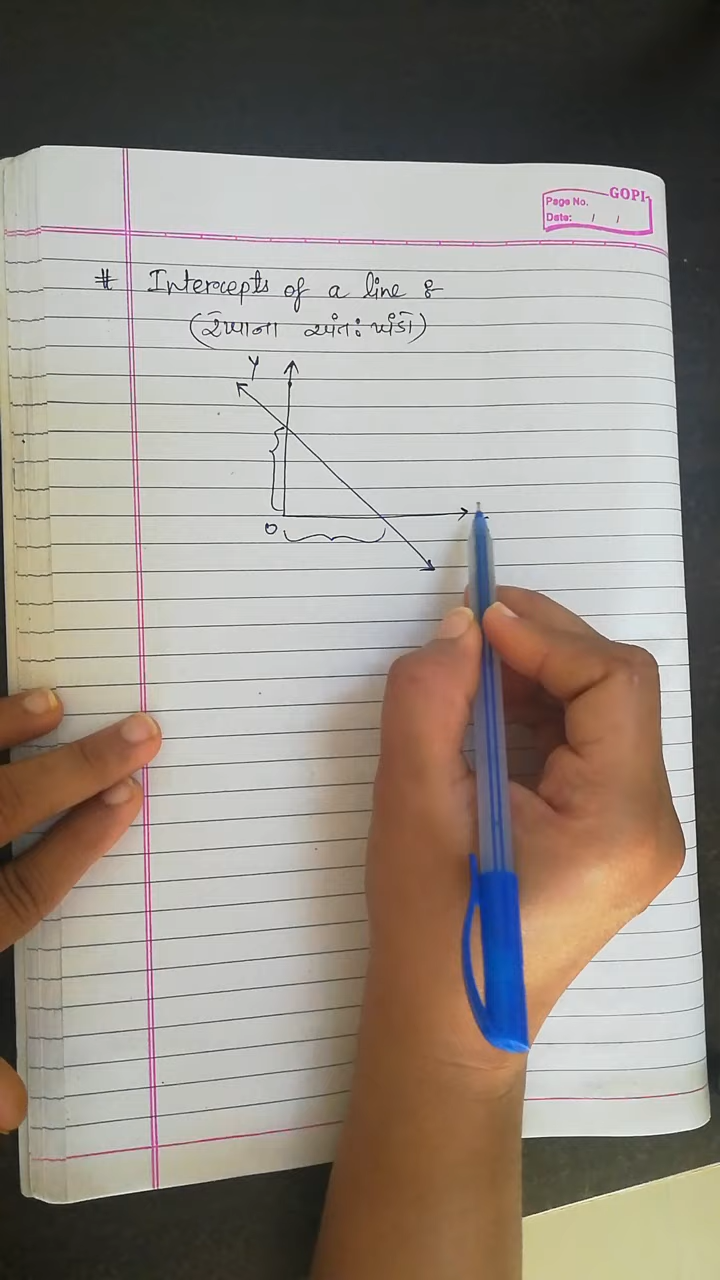 GOPI
Page No.
Date: / /
# Intercepts of a line :
(રેખાના અંતઃખંડો)
Y
O